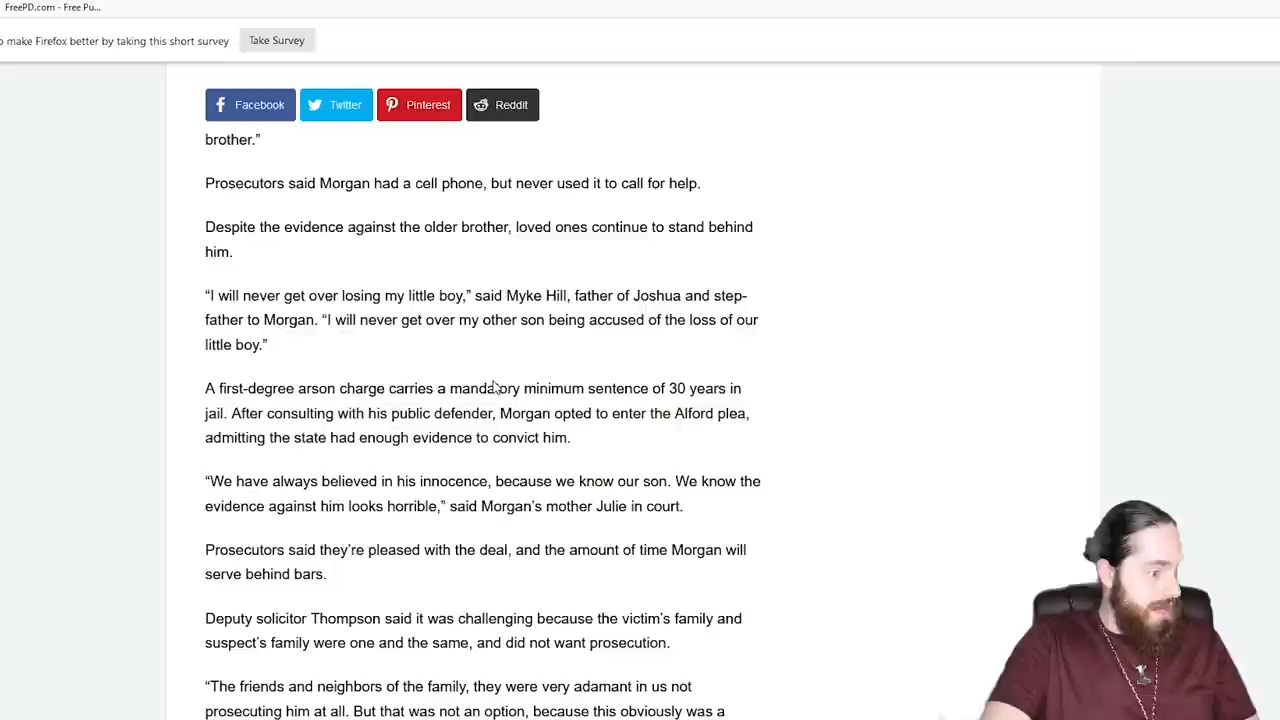 FreePD.com - Free Pu...
o make Firefox better by taking this short survey
Take Survey
Facebook
Twitter
Pinterest
Reddit
brother.”
Prosecutors said Morgan had a cell phone, but never used it to call for help.
Despite the evidence against the older brother, loved ones continue to stand behind
him.
“I will never get over losing my little boy,” said Myke Hill, father of Joshua and step-
father to Morgan. “I will never get over my other son being accused of the loss of our
little boy.”
A first-degree arson charge carries a mandatory minimum sentence of 30 years in
jail. After consulting with his public defender, Morgan opted to enter the Alford plea,
admitting the state had enough evidence to convict him.
“We have always believed in his innocence, because we know our son. We know the
evidence against him looks horrible,” said Morgan’s mother Julie in court.
Prosecutors said they’re pleased with the deal, and the amount of time Morgan will
serve behind bars.
Deputy solicitor Thompson said it was challenging because the victim’s family and
suspect’s family were one and the same, and did not want prosecution.
“The friends and neighbors of the family, they were very adamant in us not
prosecuting him at all. But that was not an option, because this obviously was a